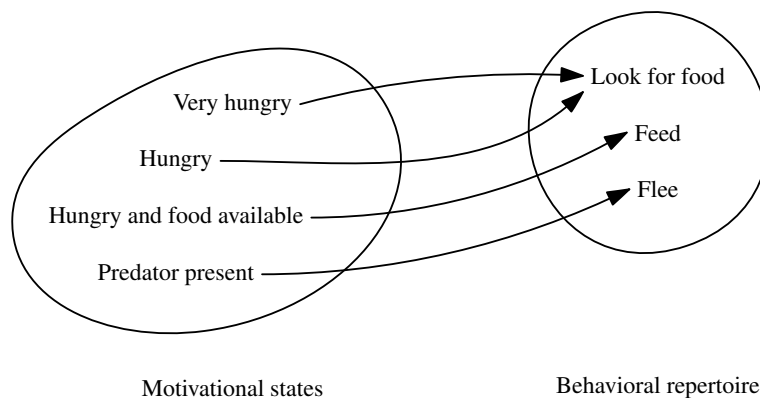 Very hungry
Hungry
Hungry and food available
Predator present
Look for food
Feed
Flee
Motivational states
Behavioral repertoire